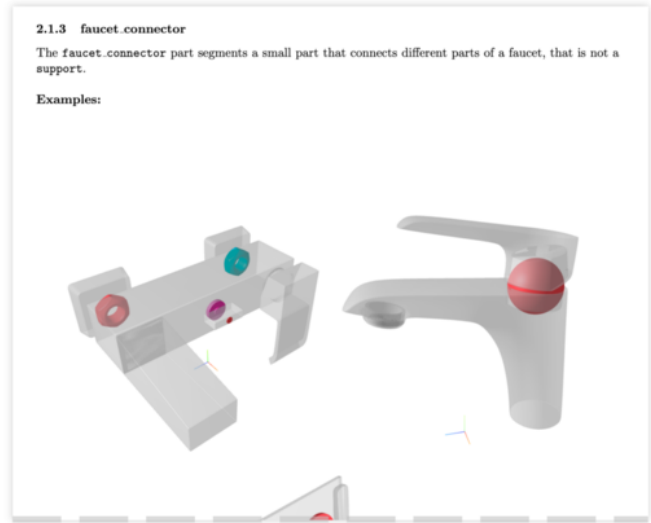 2.1.3 faucet_connector
The faucet_connector part segments a small part that connects different parts of a faucet, that is not a
support.
Examples: